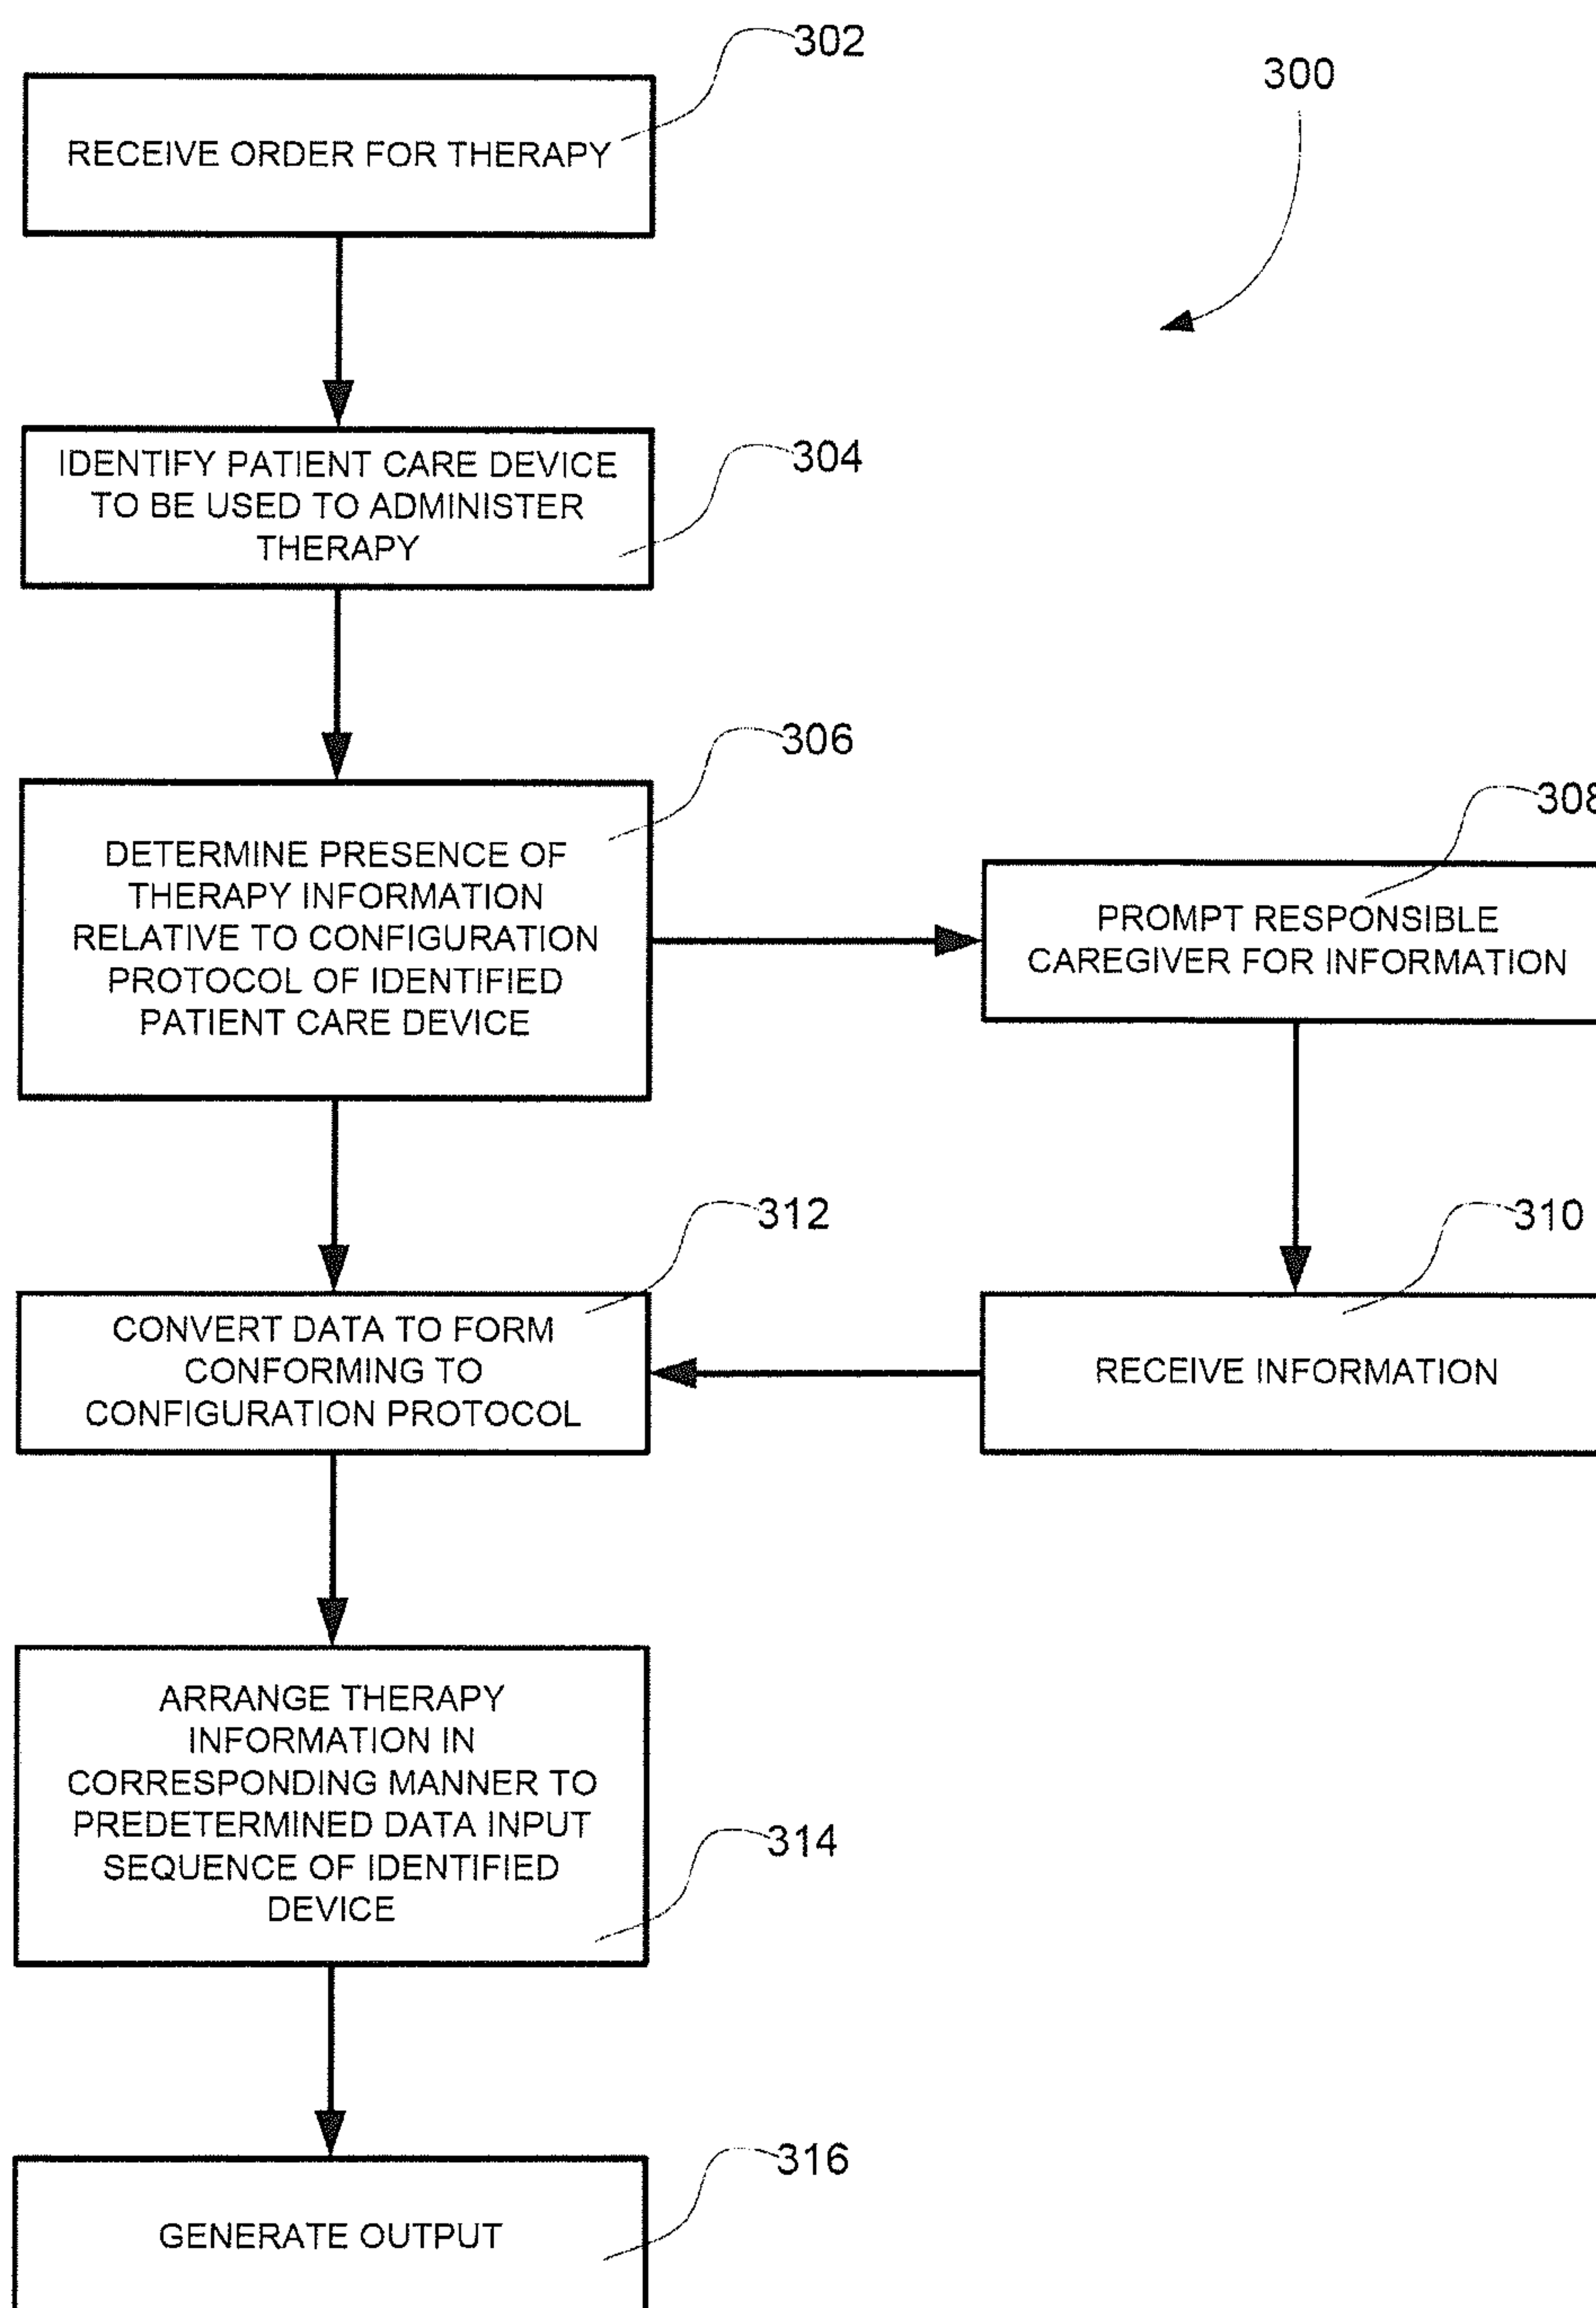 302
300
RECEIVE ORDER FOR THERAPY
304
IDENTIFY PATIENT CARE DEVICE
TO BE USED TO ADMINISTER
THERAPY
306
308
DETERMINE PRESENCE OF
THERAPY INFORMATION
RELATIVE TO CONFIGURATION
PROTOCOL OF IDENTIFIED
PATIENT CARE DEVICE
PROMPT RESPONSIBLE
CAREGIVER FOR INFORMATION
312
310
CONVERT DATA TO FORM
CONFORMING TO
CONFIGURATION PROTOCOL
RECEIVE INFORMATION
ARRANGE THERAPY
INFORMATION IN
CORRESPONDING MANNER TO
PREDETERMINED DATA INPUT
SEQUENCE OF IDENTIFIED
DEVICE
314
316
GENERATE OUTPUT